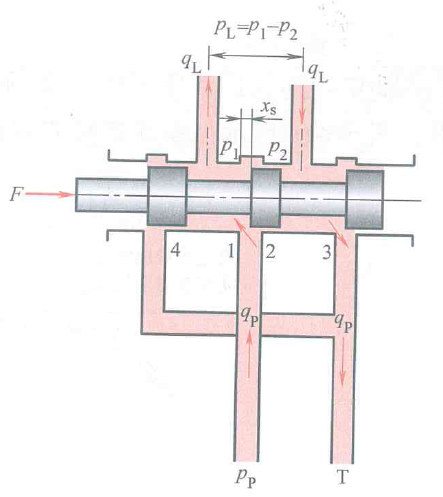 p_L=p_1-p_2
q_L
q_L
x_s
p_1
p_2
F
4
1
2
3
q_P
q_P
p_P
T